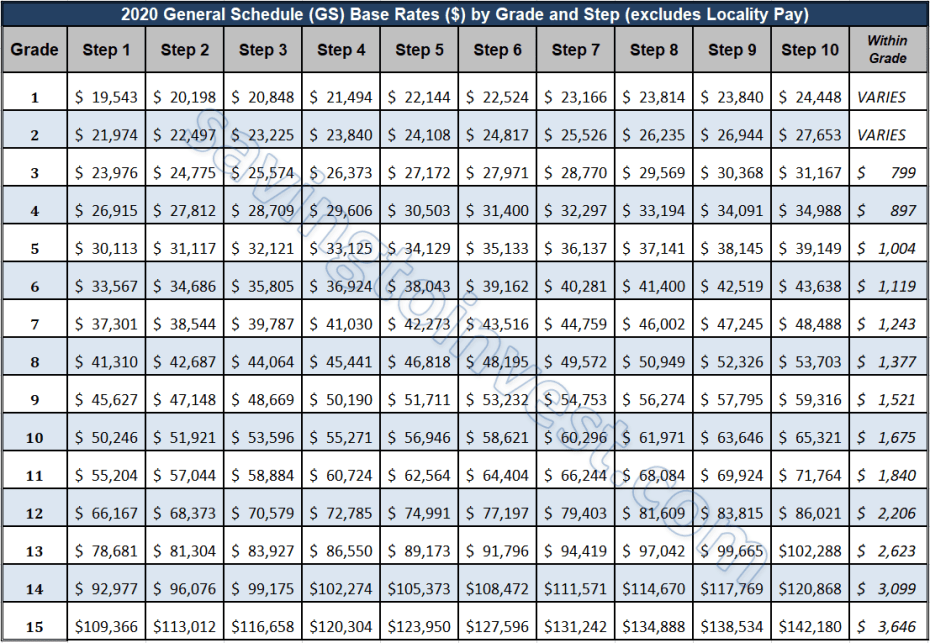 2020 General Schedule (GS) Base Rates ($) by Grade and Step (excludes Locality Pay)
Grade Step 1 Step 2 Step 3 Step 4 Step 5 Step 6 Step 7 Step 8 Step 9 Step 10 Within Grade
1 $ 19,543 $ 20,198 $ 20,848 $ 21,494 $ 22,144 $ 22,524 $ 23,166 $ 23,814 $ 23,840 $ 24,448 VARIES
2 $ 21,974 $ 22,497 $ 23,225 $ 23,840 $ 24,108 $ 24,817 $ 25,526 $ 26,235 $ 26,944 $ 27,653 VARIES
3 $ 23,976 $ 24,775 $ 25,574 $ 26,373 $ 27,172 $ 27,971 $ 28,770 $ 29,569 $ 30,368 $ 31,167 $ 799
4 $ 26,915 $ 27,812 $ 28,709 $ 29,606 $ 30,503 $ 31,400 $ 32,297 $ 33,194 $ 34,091 $ 34,988 $ 897
5 $ 30,113 $ 31,117 $ 32,121 $ 33,125 $ 34,129 $ 35,133 $ 36,137 $ 37,141 $ 38,145 $ 39,149 $ 1,004
6 $ 33,567 $ 34,686 $ 35,805 $ 36,924 $ 38,043 $ 39,162 $ 40,281 $ 41,400 $ 42,519 $ 43,638 $ 1,119
7 $ 37,301 $ 38,544 $ 39,787 $ 41,030 $ 42,273 $ 43,516 $ 44,759 $ 46,002 $ 47,245 $ 48,488 $ 1,243
8 $ 41,310 $ 42,687 $ 44,064 $ 45,441 $ 46,818 $ 48,195 $ 49,572 $ 50,949 $ 52,326 $ 53,703 $ 1,377
9 $ 45,627 $ 47,148 $ 48,669 $ 50,190 $ 51,711 $ 53,232 $ 54,753 $ 56,274 $ 57,795 $ 59,316 $ 1,521
10 $ 50,246 $ 51,921 $ 53,596 $ 55,271 $ 56,946 $ 58,621 $ 60,296 $ 61,971 $ 63,646 $ 65,321 $ 1,675
11 $ 55,204 $ 57,044 $ 58,884 $ 60,724 $ 62,564 $ 64,404 $ 66,244 $ 68,084 $ 69,924 $ 71,764 $ 1,840
12 $ 66,167 $ 68,373 $ 70,579 $ 72,785 $ 74,991 $ 77,197 $ 79,403 $ 81,609 $ 83,815 $ 86,021 $ 2,206
13 $ 78,681 $ 81,304 $ 83,927 $ 86,550 $ 89,173 $ 91,796 $ 94,419 $ 97,042 $ 99,665 $102,288 $ 2,623
14 $ 92,977 $ 96,076 $ 99,175 $102,274 $105,373 $108,472 $111,571 $114,670 $117,769 $120,868 $ 3,099
15 $109,366 $113,012 $116,658 $120,304 $123,950 $127,596 $131,242 $134,888 $138,534 $142,180 $ 3,646
savingtoinvest.com